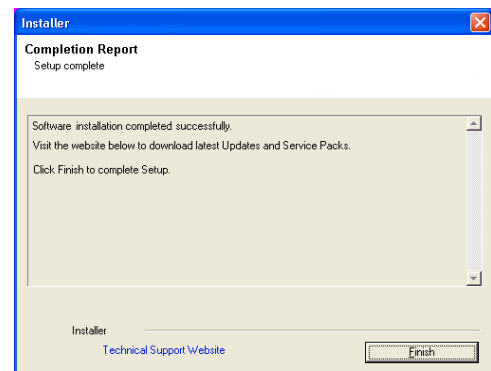 Installer
Completion Report
Setup complete
Software installation completed successfully.
Visit the website below to download latest Updates and Service Packs.
Click Finish to complete Setup.
Installer
Technical Support Website
Finish